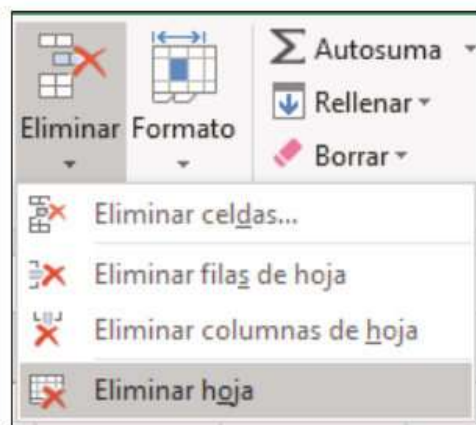 Eliminar Formato
Autosuma
Rellenar
Borrar
Eliminar celdas...
Eliminar filas de hoja
Eliminar columnas de hoja
Eliminar hoja